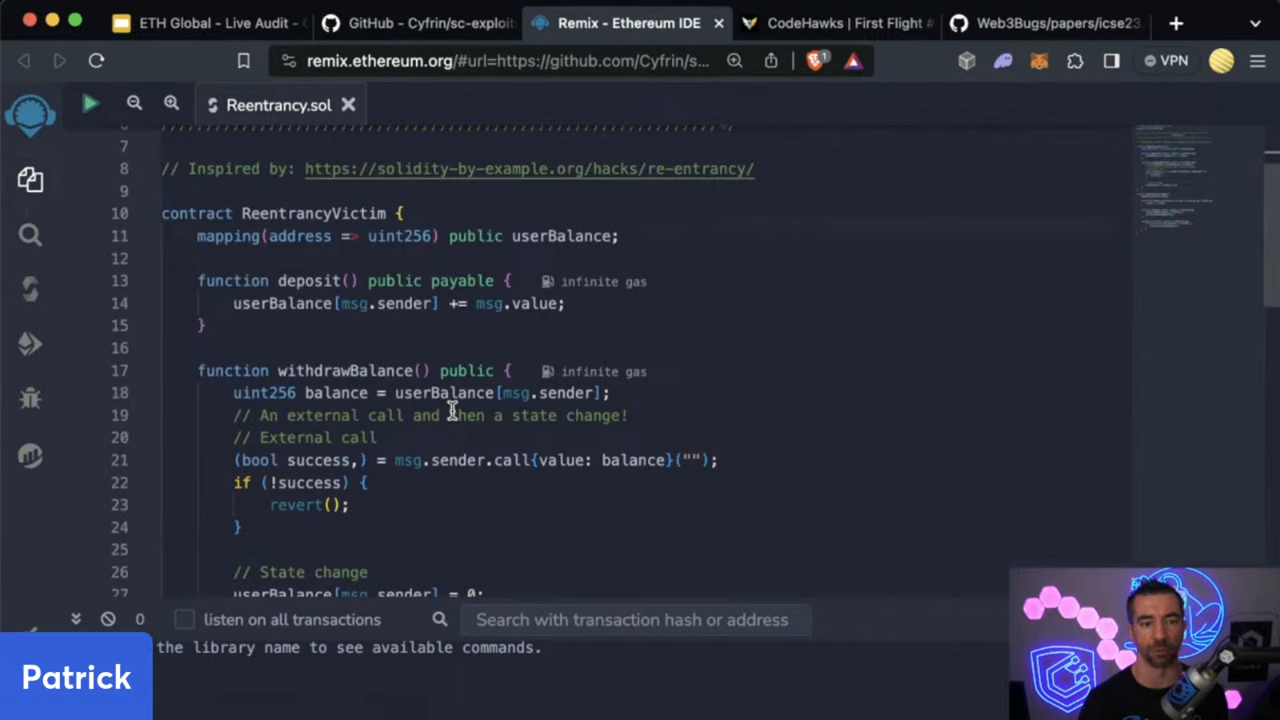 ETH Global - Live Audit -
GitHub - Cyfrin/sc-exploit
Remix - Ethereum IDE
CodeHawks | First Flight #
Web3Bugs/papers/icse23
remix.ethereum.org/#url=https://github.com/Cyfrin/s...
1
VPN
Reentrancy.sol
7
8 // Inspired by: https://solidity-by-example.org/hacks/re-entrancy/
9
10 contract ReentrancyVictim {
11 mapping(address => uint256) public userBalance;
12
13 function deposit() public payable { infinite gas
14 userBalance[msg.sender] += msg.value;
15 }
16
17 function withdrawBalance() public { infinite gas
18 uint256 balance = userBalance[msg.sender];
19 // An external call and then a state change!
20 // External call
21 (bool success,) = msg.sender.call{value: balance}("");
22 if (!success) {
23 revert();
24 }
25
26 // State change
27 userBalance[msg.sender] = 0;
0
listen on all transactions
Search with transaction hash or address
the library name to see available commands.
Patrick